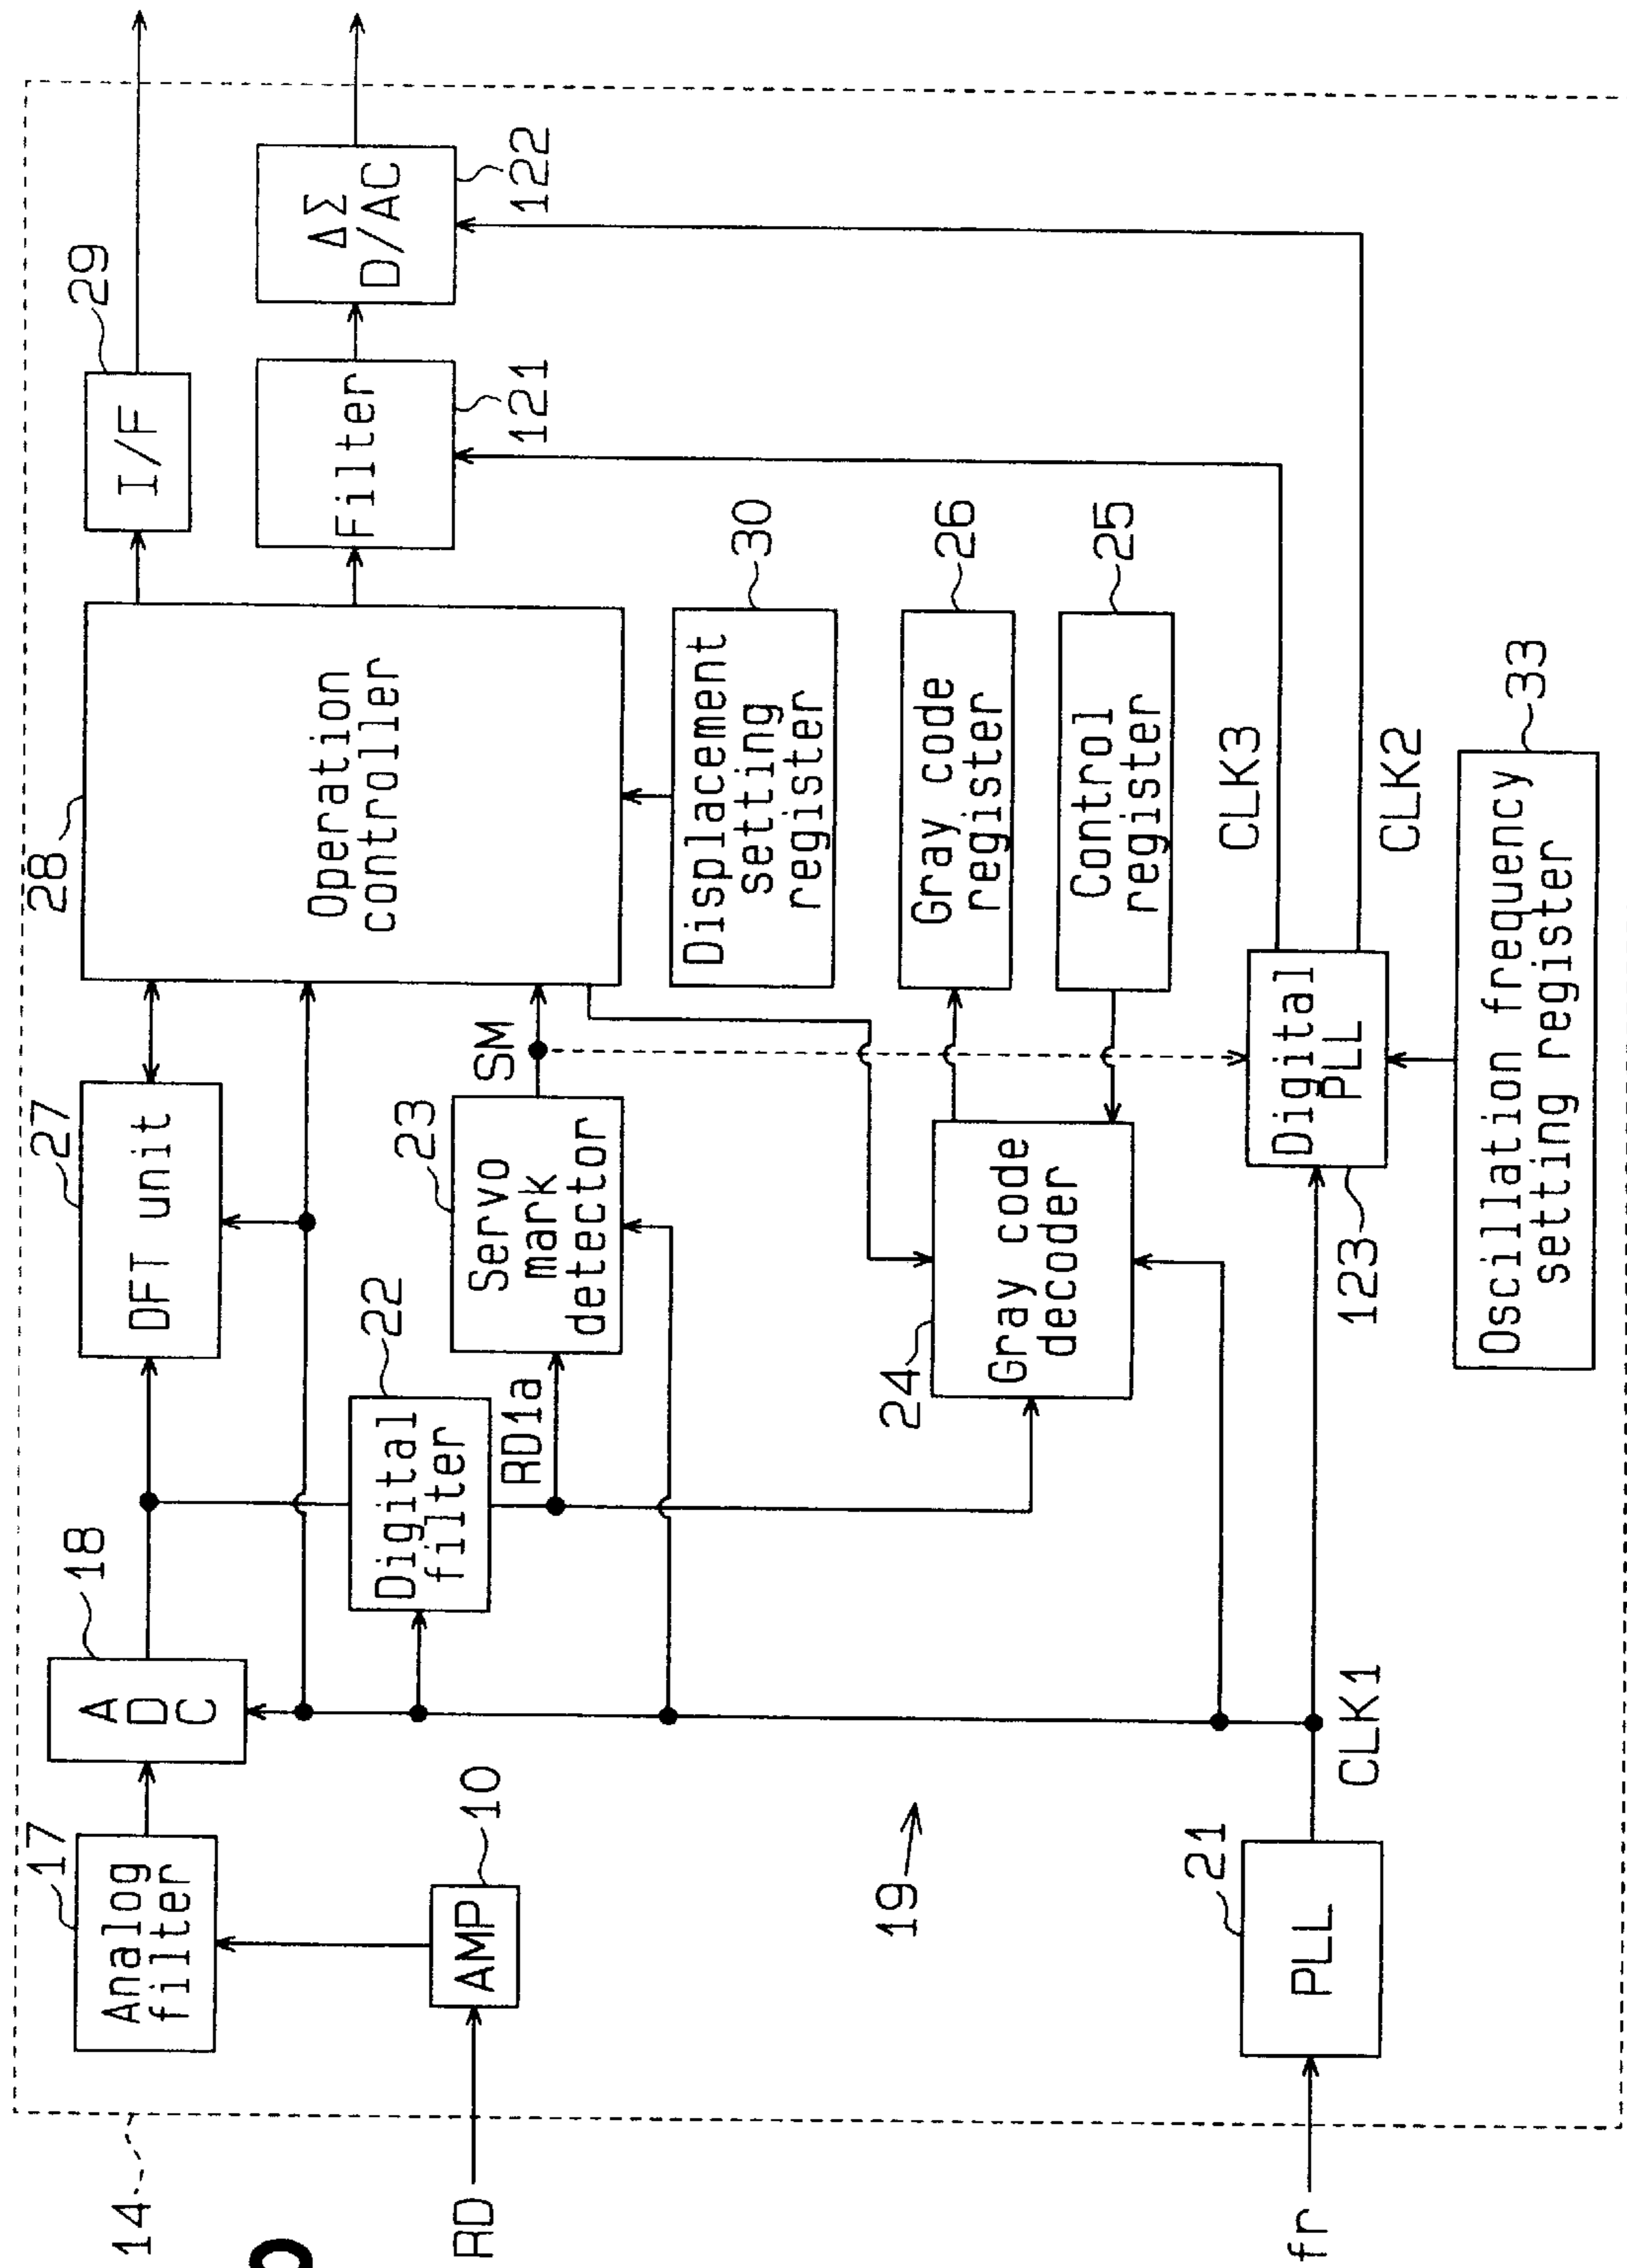 14
17
Analog
filter
18
A
D
C
27
DFT unit
28
Operation
controller
29
I/F
RD
10
AMP
22
Digital
filter
RD1a
23
Servo
mark
detector
SM
Filter
121
ΔΣ
D/AC
122
Displacement
setting
register
30
24
Gray code
decoder
Gray code
register
26
Control
register
25
19
fr
21
PLL
CLK1
123
Digital
PLL
CLK3
CLK2
Oscillation frequency
setting register
33